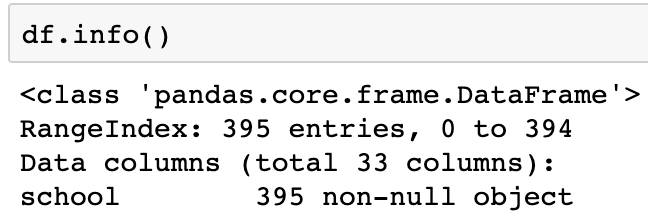 df.info()
<class 'pandas.core.frame.DataFrame'>
RangeIndex: 395 entries, 0 to 394
Data columns (total 33 columns):
school        395 non-null object